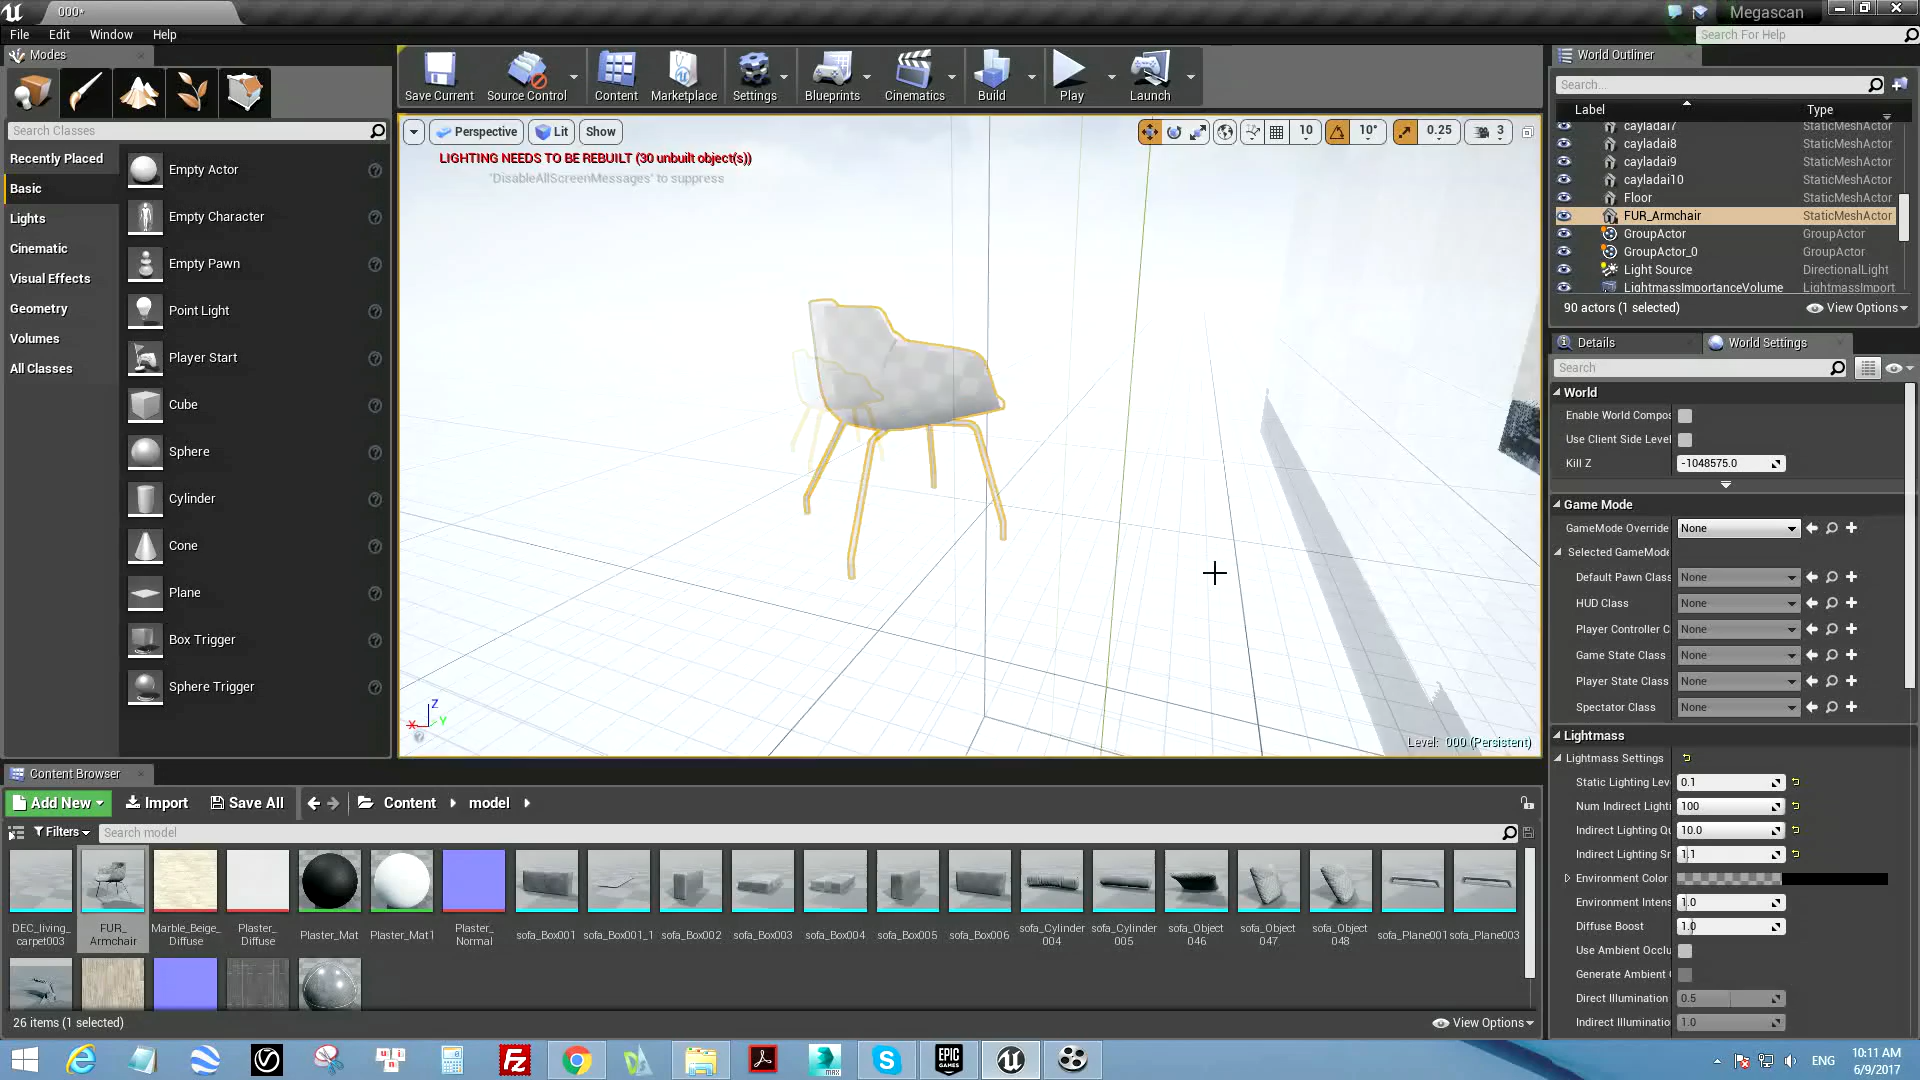 000*
Megascan
File Edit Window Help
Search For Help
Modes
Search Classes
Recently Placed
Basic
Lights
Cinematic
Visual Effects
Geometry
Volumes
All Classes
Empty Actor
Empty Character
Empty Pawn
Point Light
Player Start
Cube
Sphere
Cylinder
Cone
Plane
Box Trigger
Sphere Trigger
Save Current Source Control Content Marketplace Settings Blueprints Cinematics Build Play Launch
Perspective Lit Show
10 10° 0.25 3
LIGHTING NEEDS TO BE REBUILT (30 unbuilt object(s))
'DisableAllScreenMessages' to suppress
Z
X Y
Level: 000 (Persistent)
World Outliner
Search...
Label Type
cayladai7 StaticMeshActor
cayladai8 StaticMeshActor
cayladai9 StaticMeshActor
cayladai10 StaticMeshActor
Floor StaticMeshActor
FUR_Armchair StaticMeshActor
GroupActor GroupActor
GroupActor_0 GroupActor
Light Source DirectionalLight
LightmassImportanceVolume LightmassImport
90 actors (1 selected) View Options
Details World Settings
Search
World
Enable World Compos
Use Client Side Level
Kill Z -1048575.0
Game Mode
GameMode Override None
Selected GameMode
Default Pawn Class None
HUD Class None
Player Controller C None
Game State Class None
Player State Class None
Spectator Class None
Lightmass
Lightmass Settings
Static Lighting Lev 0.1
Num Indirect Lighti 100
Indirect Lighting Qu 10.0
Indirect Lighting Sm 1.1
Environment Color
Environment Intens 1.0
Diffuse Boost 1.0
Use Ambient Occlu
Generate Ambient O
Direct Illumination 0.5
Indirect Illuminatio 1.0
Content Browser
Add New Import Save All Content model
Filters Search model
DEC_living_
carpet003
FUR_
Armchair
Marble_Beige_
Diffuse
Plaster_
Diffuse
Plaster_Mat
Plaster_Mat1
Plaster_
Normal
sofa_Box001
sofa_Box001_1
sofa_Box002
sofa_Box003
sofa_Box004
sofa_Box005
sofa_Box006
sofa_Cylinder
004
sofa_Cylinder
005
sofa_Object
046
sofa_Object
047
sofa_Object
048
sofa_Plane001
sofa_Plane003
26 items (1 selected) View Options
EPIC
GAMES
MAX
ENG
10:11 AM
6/9/2017